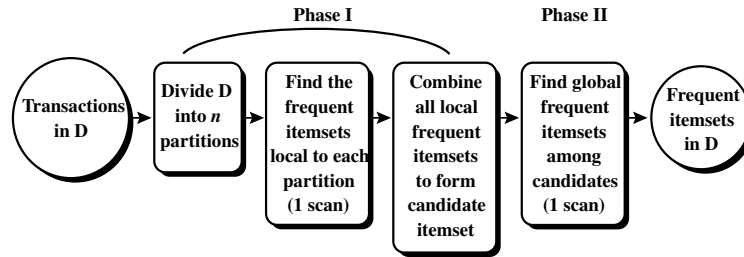 Phase I
Phase II
Transactions
in D
Divide D
into n
partitions
Find the
frequent
itemsets
local to each
partition
(1 scan)
Combine
all local
frequent
itemsets
to form
candidate
itemset
Find global
frequent
itemsets
among
candidates
(1 scan)
Frequent
itemsets
in D